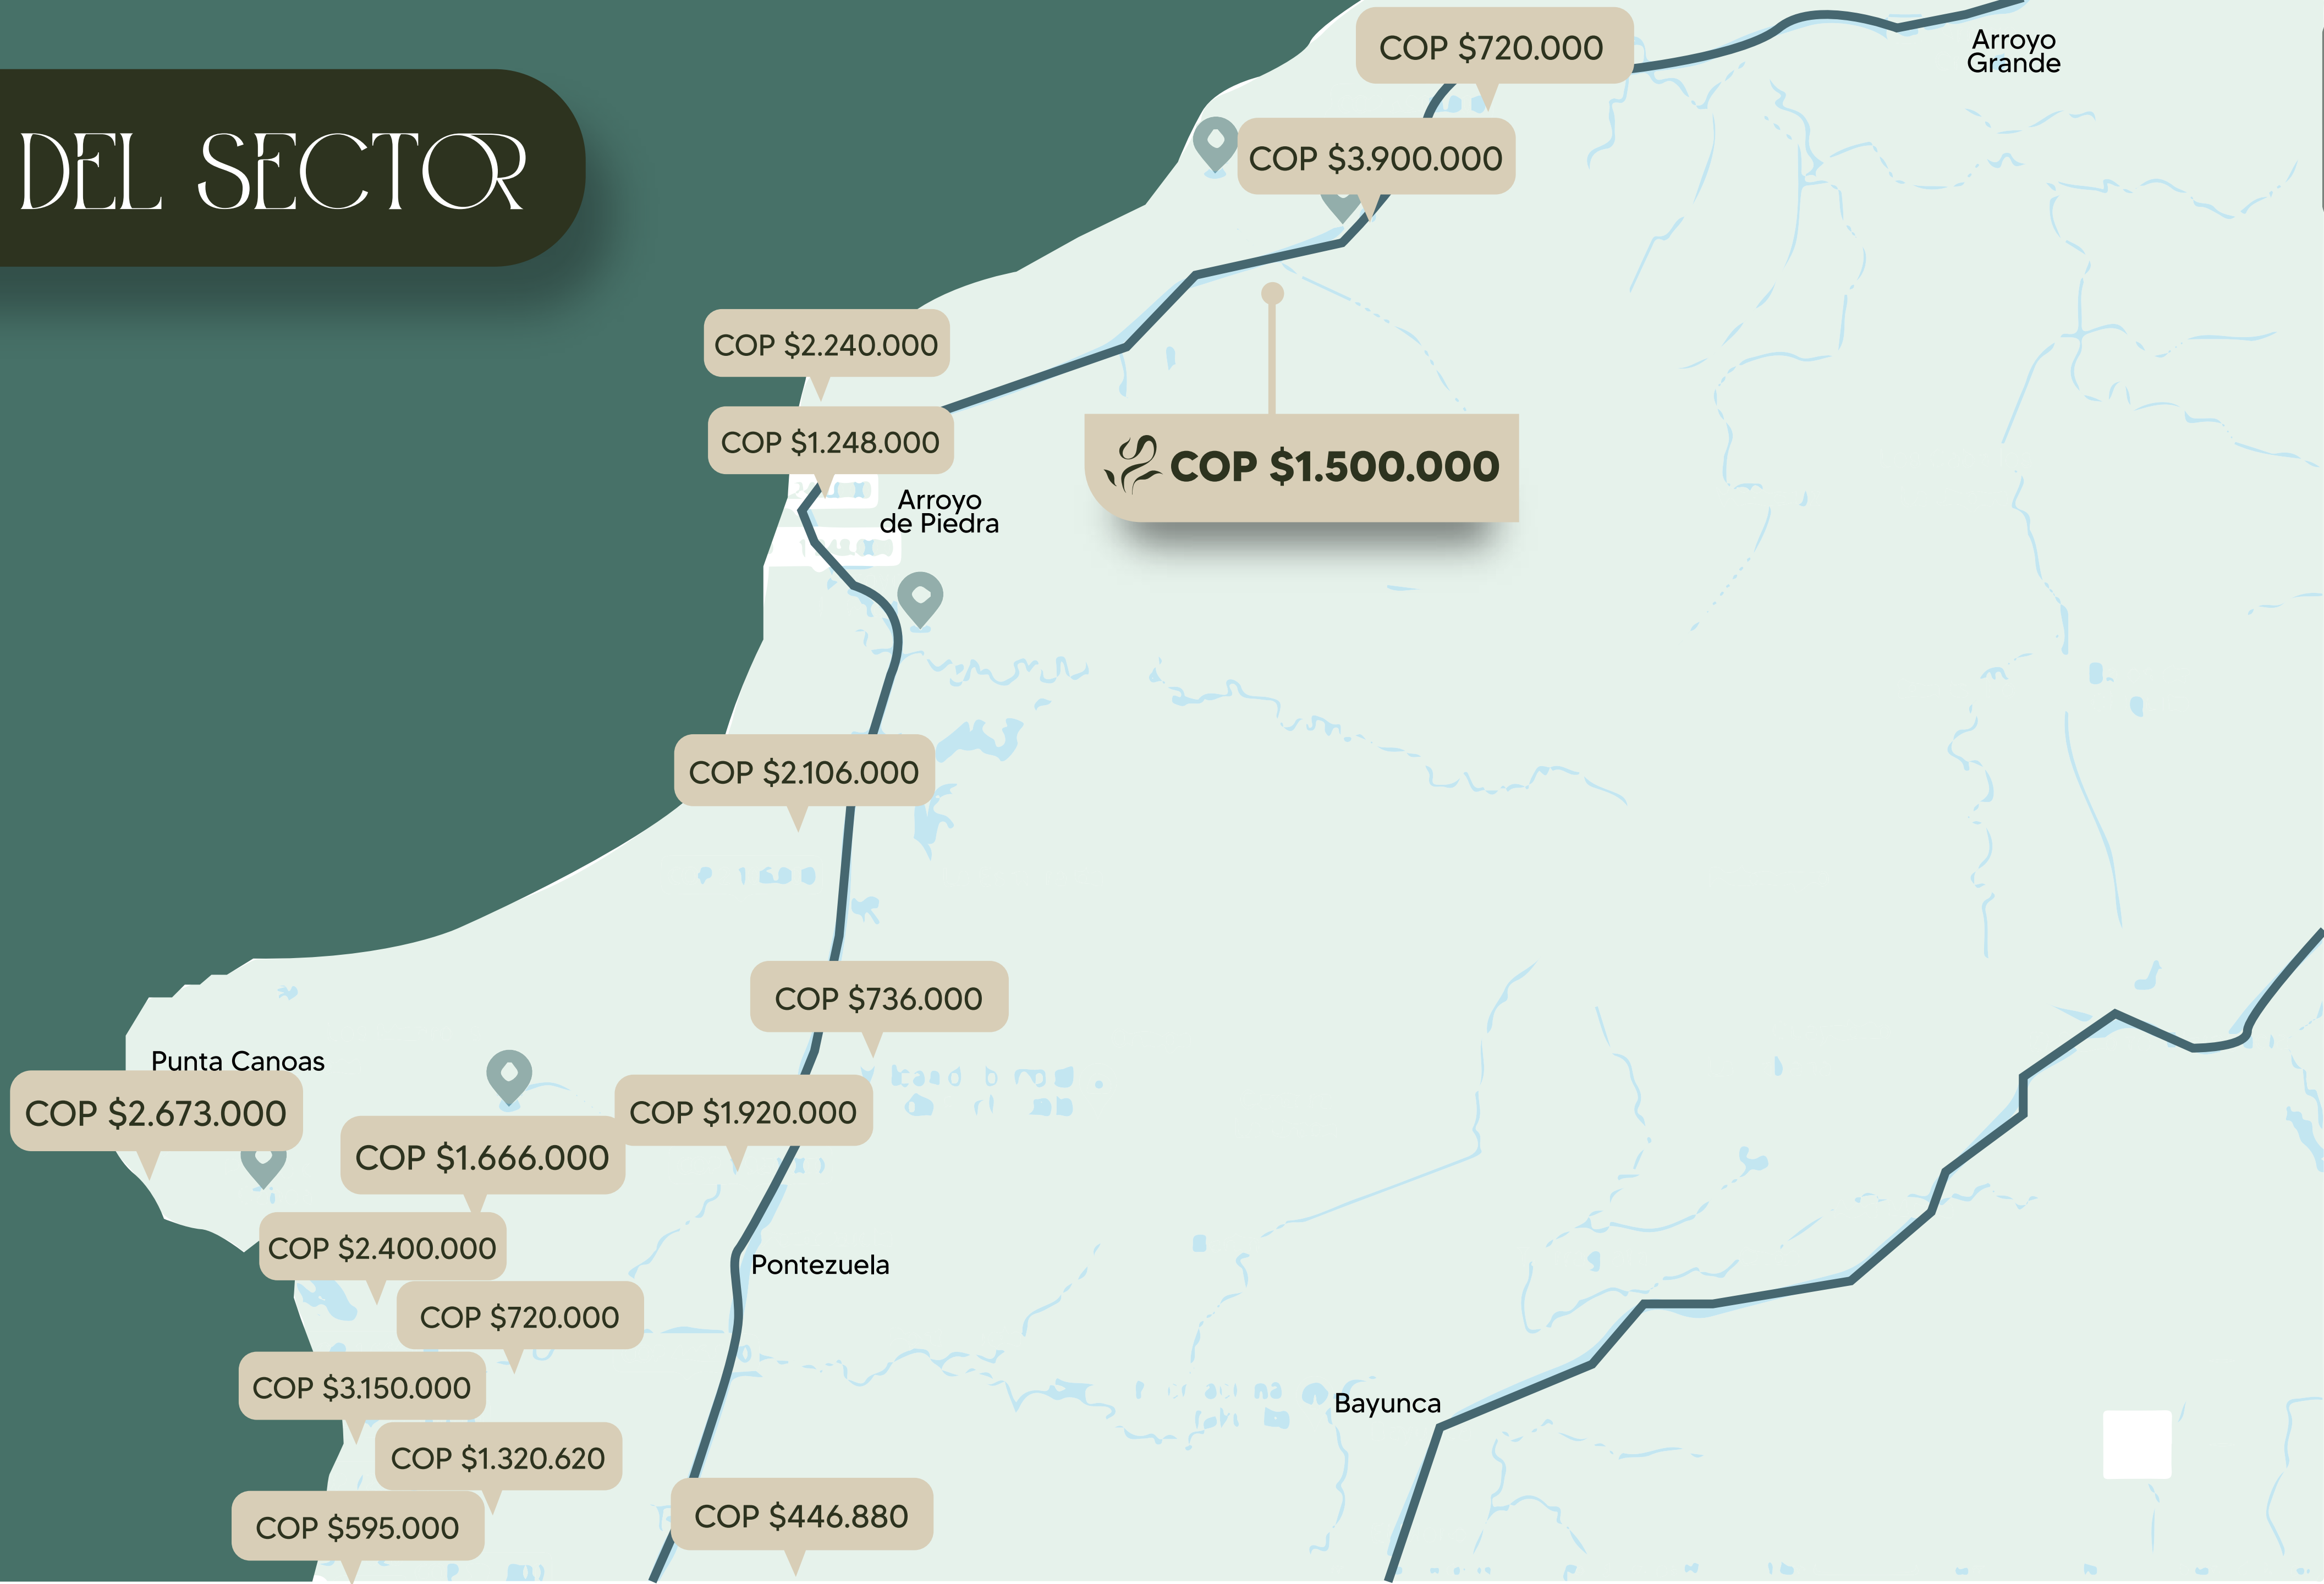 DEL SECTOR
COP $720.000
Arroyo
Grande
COP $3.900.000
COP $2.240.000
COP $1.248.000
COP $1.500.000
Arroyo
de Piedra
COP $2.106.000
COP $736.000
Punta Canoas
COP $2.673.000
COP $1.920.000
COP $1.666.000
COP $2.400.000
Pontezuela
COP $720.000
COP $3.150.000
Bayunca
COP $1.320.620
COP $595.000
COP $446.880